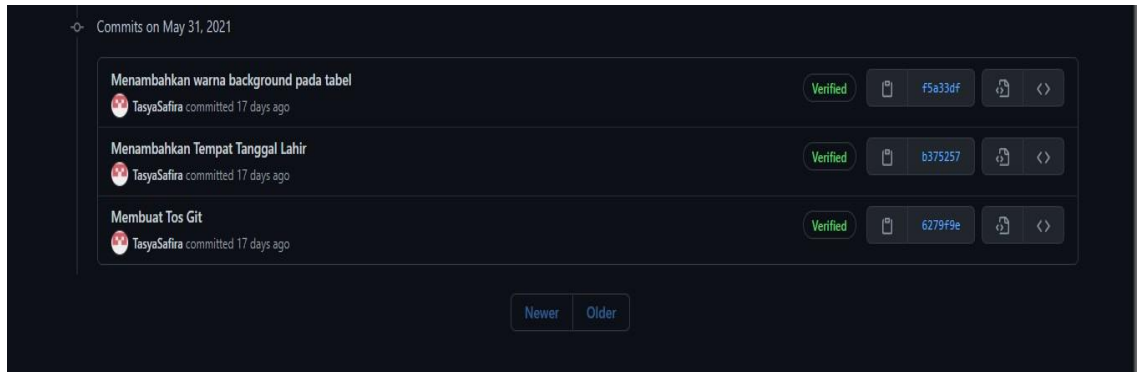 Commits on May 31, 2021
Menambahkan warna background pada tabel
TasyaSafira committed 17 days ago
Verified
f5a33df
Menambahkan Tempat Tanggal Lahir
TasyaSafira committed 17 days ago
Verified
b375257
Membuat Tos Git
TasyaSafira committed 17 days ago
Verified
6279f9e
Newer Older